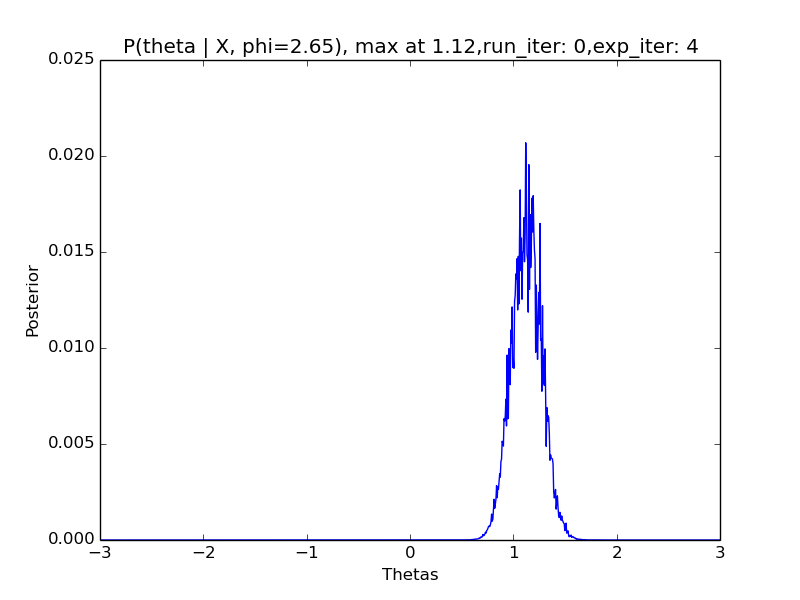 P(theta | X, phi=2.65), max at 1.12,run_iter: 0,exp_iter: 4
0.025
0.020
0.015
0.010
0.005
0.000
Posterior
−3 −2 −1 0 1 2 3
Thetas